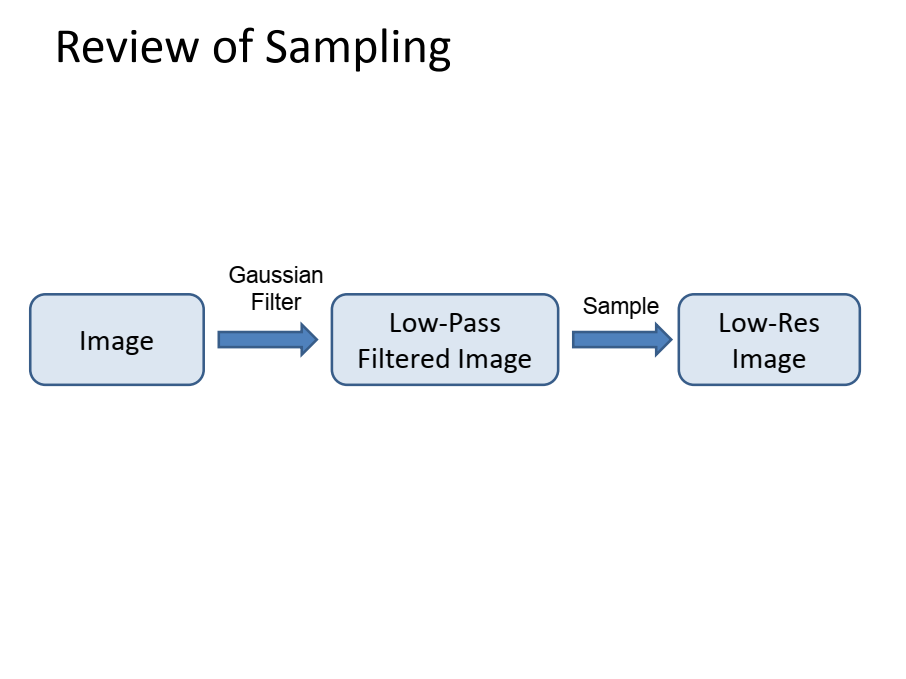 Review of Sampling
Image
Gaussian
Filter
Low-Pass
Filtered Image
Sample
Low-Res
Image